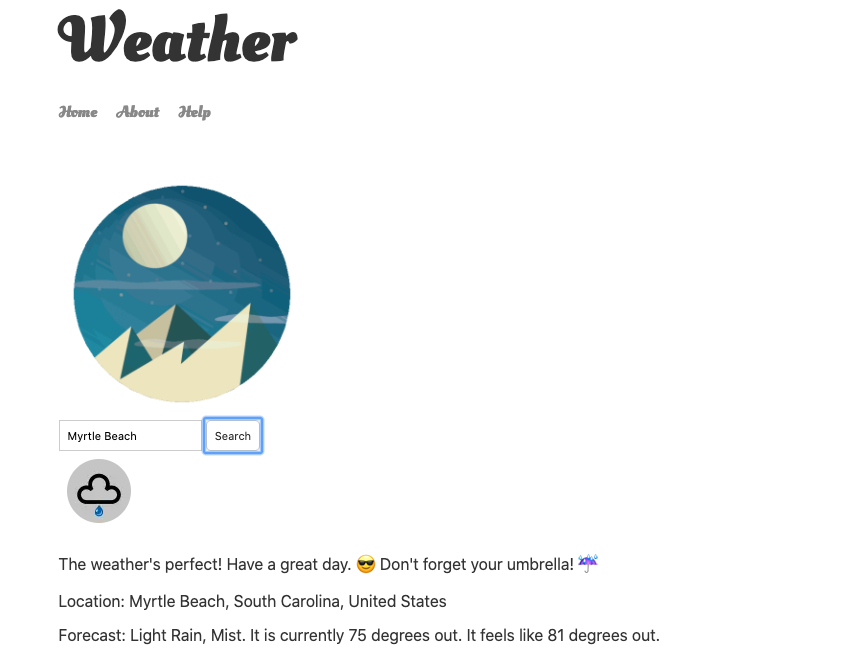 Weather
Home About Help
Myrtle Beach Search
The weather's perfect! Have a great day. 😎 Don't forget your umbrella! ☔
Location: Myrtle Beach, South Carolina, United States
Forecast: Light Rain, Mist. It is currently 75 degrees out. It feels like 81 degrees out.